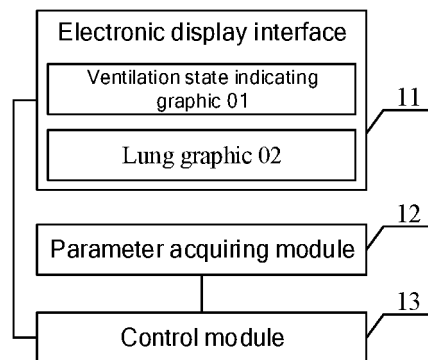 Electronic display interface
Ventilation state indicating
graphic 01
11
Lung graphic 02
12
Parameter acquiring module
13
Control module